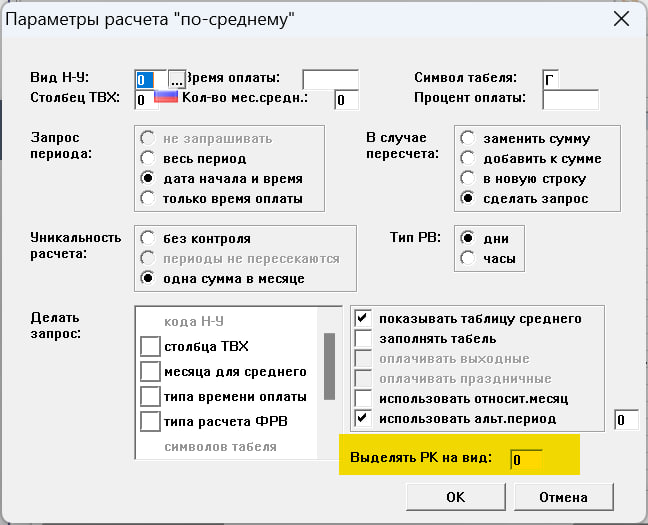 Параметры расчета "по-среднему"
Вид Н-У: 0 ... Время оплаты: Символ табеля: Г
Столбец ТВХ: 0 Кол-во мес.средн.: 0 Процент оплаты:
Запрос периода: В случае пересчета:
не запрашивать заменить сумму
весь период добавить к сумме
дата начала и время в новую строку
только время оплаты сделать запрос
Уникальность расчета: Тип РВ:
без контроля дни
периоды не пересекаются часы
одна сумма в месяце
Делать запрос:
кода Н-У показывать таблицу среднего
столбца ТВХ заполнять табель
месяца для среднего оплачивать выходные
типа времени оплаты оплачивать праздничные
типа расчета ФРВ использовать относит.месяц
символов табеля использовать альт.период 0
Выделять РК на вид: 0
OK Отмена